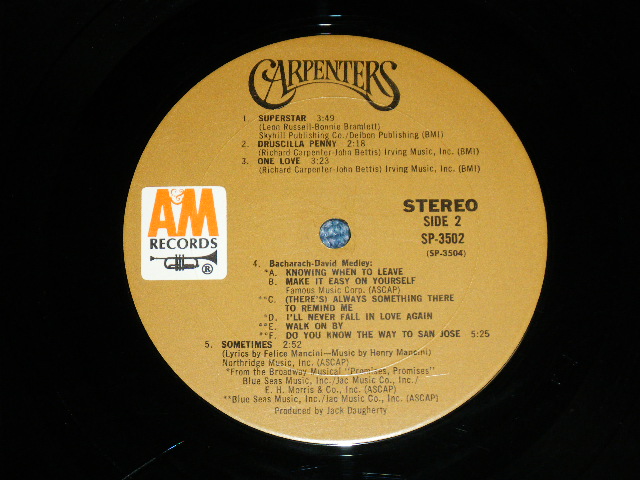 CARPENTERS
1. SUPERSTAR 3:49
(Leon Russell-Bonnie Bramlett)
Skyhill Publishing Co./Delbon Publishing (BMI)
2. DRUSCILLA PENNY 2:18
(Richard Carpenter-John Bettis) Irving Music, Inc. (BMI)
3. ONE LOVE 3:23
(Richard Carpenter-John Bettis) Irving Music, Inc. (BMI)
A&M
RECORDS
®
STEREO
SIDE 2
SP-3502
(SP-3504)
4. Bacharach-David Medley:
*A. KNOWING WHEN TO LEAVE
B. MAKE IT EASY ON YOURSELF
Famous Music Corp. (ASCAP)
**C. (THERE'S) ALWAYS SOMETHING THERE
TO REMIND ME
*D. I'LL NEVER FALL IN LOVE AGAIN
**E. WALK ON BY
**F. DO YOU KNOW THE WAY TO SAN JOSE 5:25
5. SOMETIMES 2:52
(Lyrics by Felice Mancini—Music by Henry Mancini)
Northridge Music, Inc. (ASCAP)
*From the Broadway Musical "Promises, Promises"
Blue Seas Music, Inc./Jac Music Co., Inc./
E. H. Morris & Co., Inc. (ASCAP)
**Blue Seas Music, Inc./Jac Music Co., Inc. (ASCAP)
Produced by Jack Daugherty